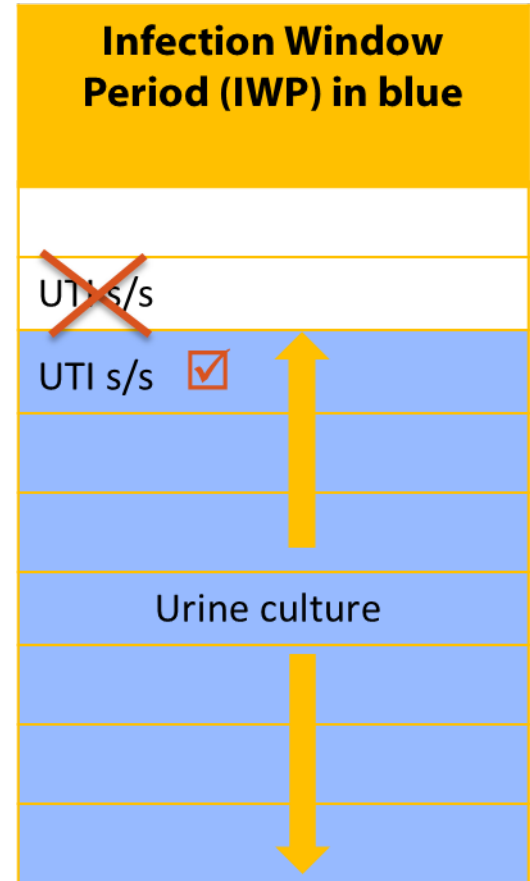 Infection Window
Period (IWP) in blue
UTI s/s
UTI s/s
Urine culture